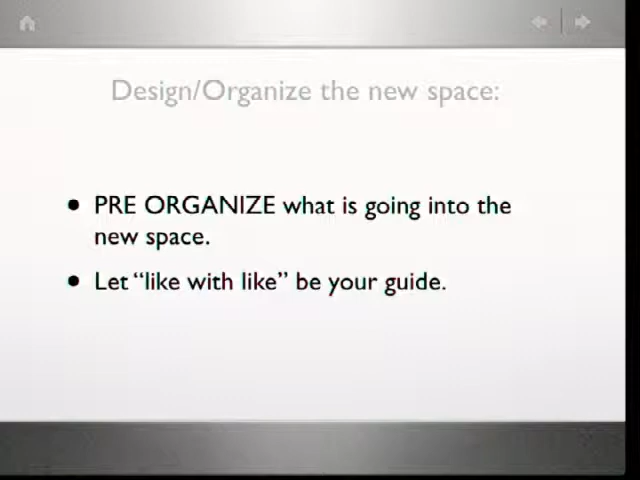 Design/Organize the new space:
• PRE ORGANIZE what is going into the
new space.
• Let “like with like” be your guide.